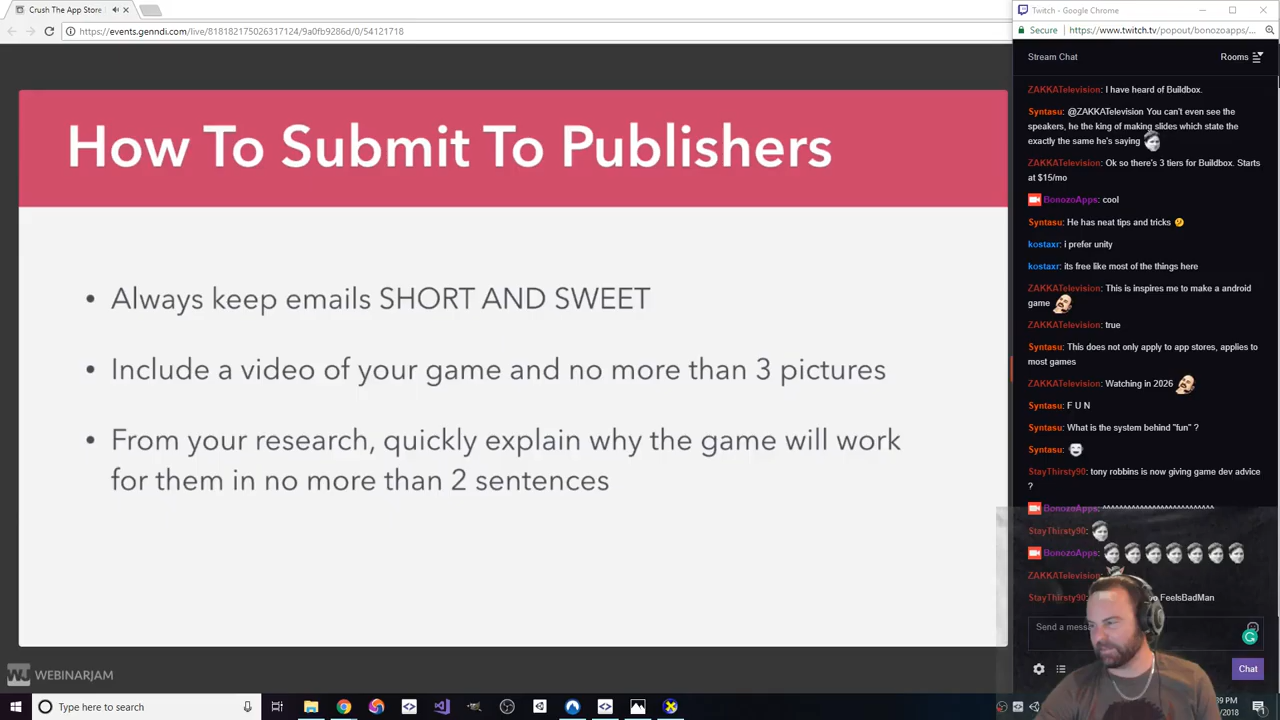 Crush The App Store
Twitch - Google Chrome
https://events.genndi.com/live/818182175026317124/9a0fb9286d/0/54121718
Secure
https://www.twitch.tv/popout/bonozoapps/...
Stream Chat
Rooms
How To Submit To Publishers
• Always keep emails SHORT AND SWEET
• Include a video of your game and no more than 3 pictures
• From your research, quickly explain why the game will work
for them in no more than 2 sentences
WJ WEBINARJAM
ZAKKATelevision: I have heard of Buildbox.
Syntasu: @ZAKKATelevision You can't even see the
speakers, he the king of making slides which state the
exactly the same he's saying
ZAKKATelevision: Ok so there's 3 tiers for Buildbox. Starts
at $15/mo
BonozoApps: cool
Syntasu: He has neat tips and tricks
kostaxr: i prefer unity
kostaxr: its free like most of the things here
ZAKKATelevision: This is inspires me to make a android
game
ZAKKATelevision: true
Syntasu: This does not only apply to app stores, applies to
most games
ZAKKATelevision: Watching in 2026
Syntasu: F U N
Syntasu: What is the system behind "fun" ?
Syntasu:
StayThirsty90: tony robbins is now giving game dev advice
?
BonozoApps: ^^^^^^^^^^^^^^^^^^^^^^^^^^
StayThirsty90:
BonozoApps:
ZAKKATelevision:
StayThirsty90: FeelsBadMan
Send a
Chat
Type here to search